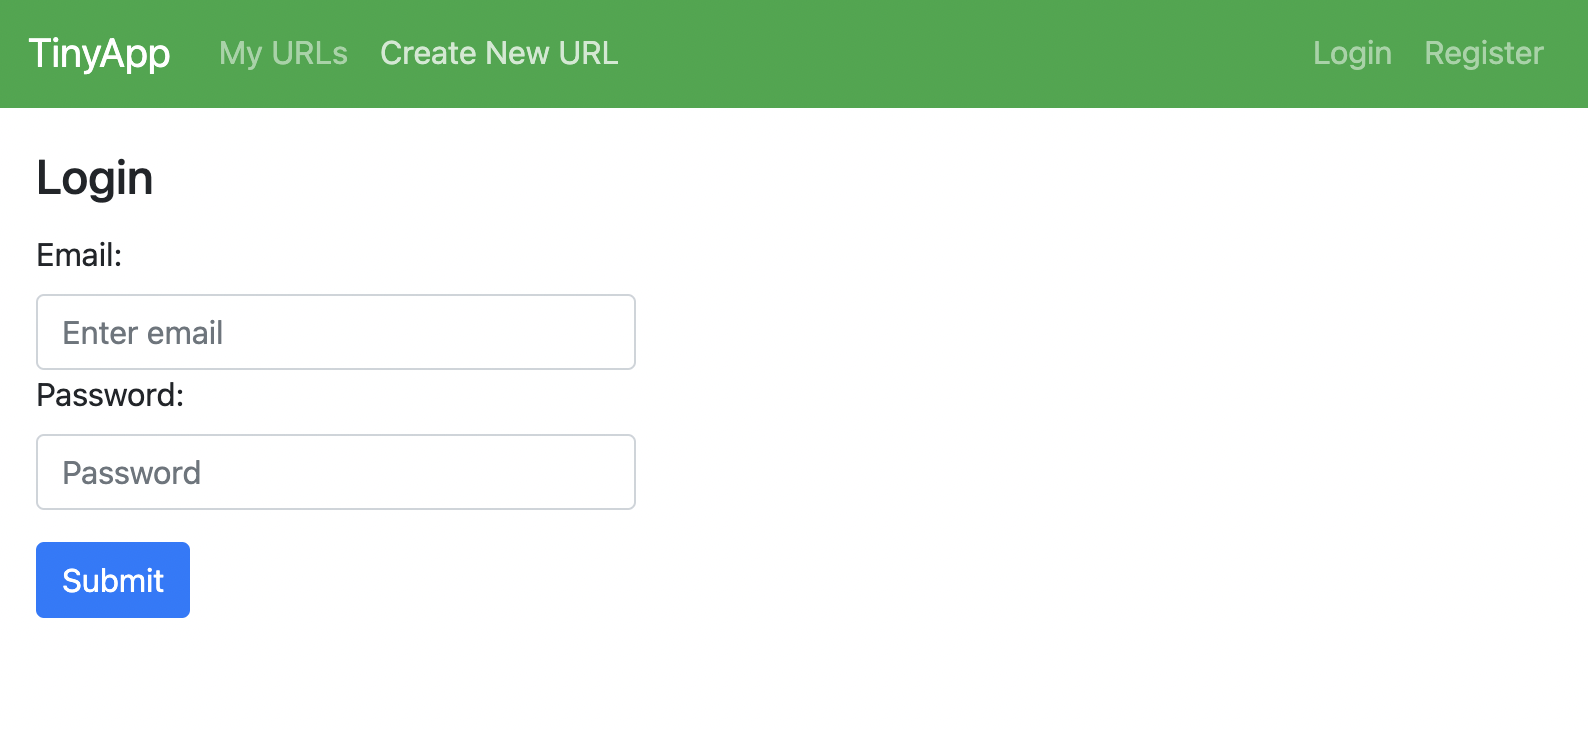 TinyApp My URLs Create New URL Login Register
Login
Email:
Enter email
Password:
Password
Submit